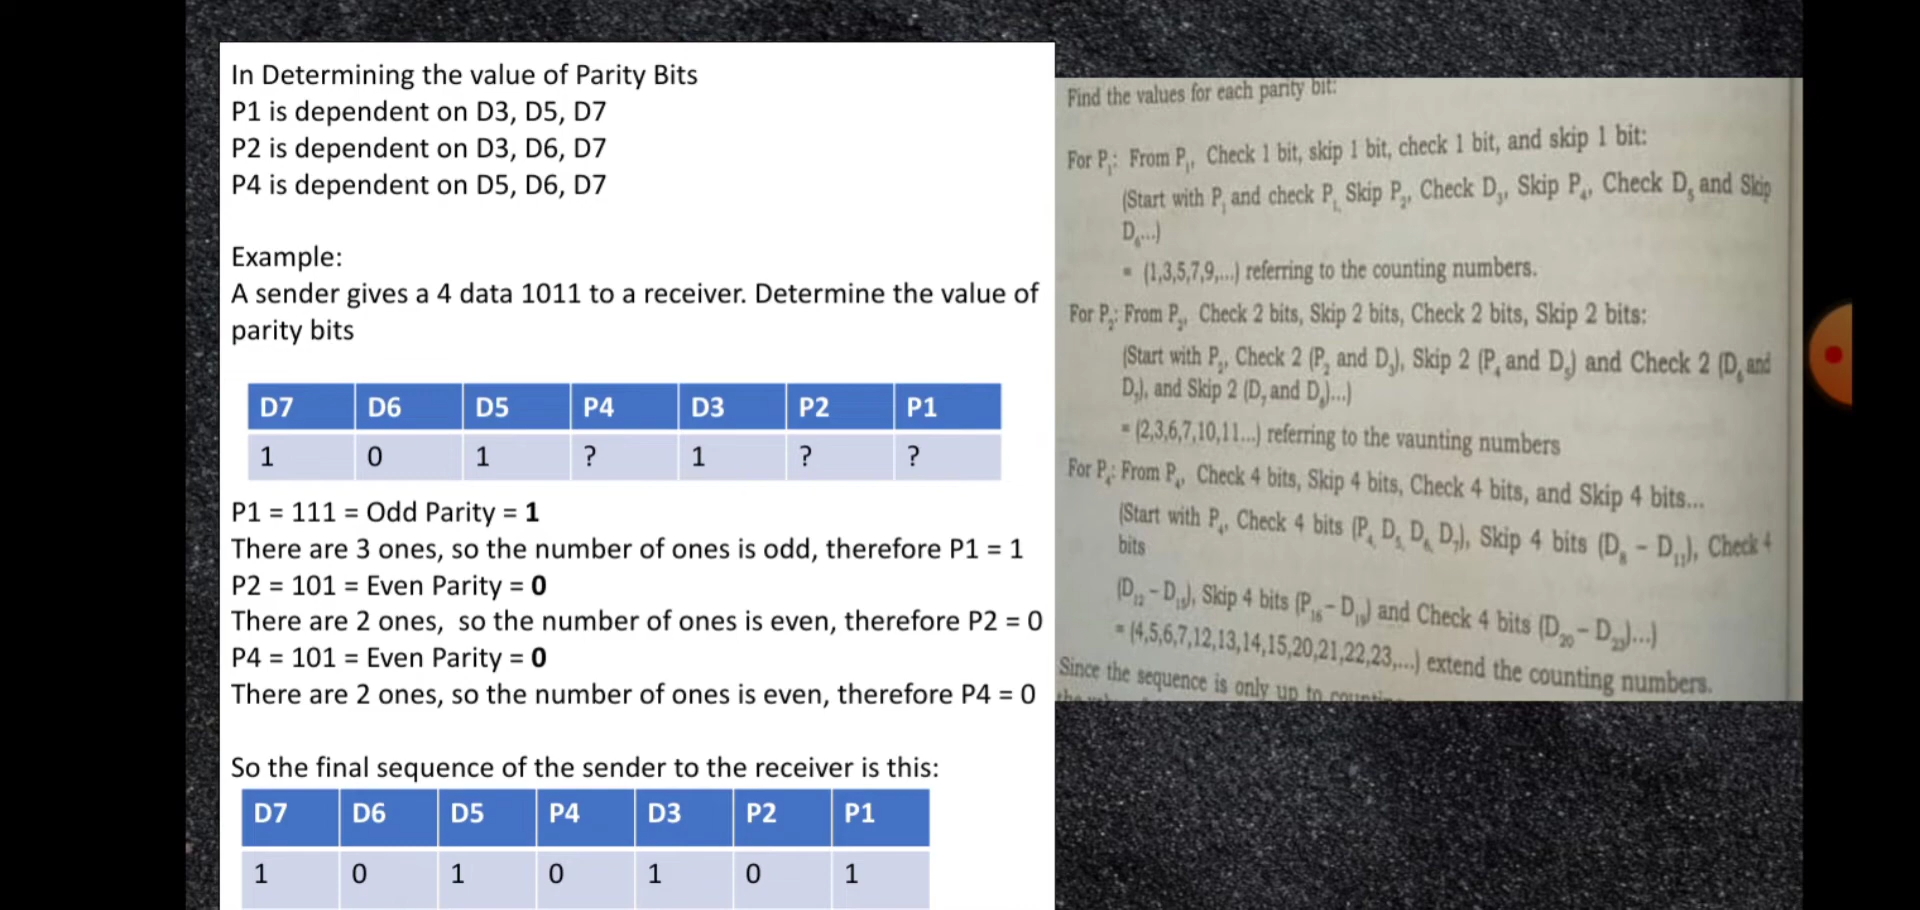 In Determining the value of Parity Bits
P1 is dependent on D3, D5, D7
P2 is dependent on D3, D6, D7
P4 is dependent on D5, D6, D7
Example:
A sender gives a 4 data 1011 to a receiver. Determine the value of
parity bits
D7 D6 D5 P4 D3 P2 P1
1 0 1 ? 1 ? ?
P1 = 111 = Odd Parity = 1
There are 3 ones, so the number of ones is odd, therefore P1 = 1
P2 = 101 = Even Parity = 0
There are 2 ones,  so the number of ones is even, therefore P2 = 0
P4 = 101 = Even Parity = 0
There are 2 ones, so the number of ones is even, therefore P4 = 0
So the final sequence of the sender to the receiver is this:
D7 D6 D5 P4 D3 P2 P1
1 0 1 0 1 0 1
Find the values for each parity bit:
For P₁: From P₁, Check 1 bit, skip 1 bit, check 1 bit, and skip 1 bit:
(Start with P₁ and check P₁, Skip P₂, Check D₃, Skip P₄, Check D₅ and Skip
D₆...)
= (1,3,5,7,9,...) referring to the counting numbers.
For P₂: From P₂, Check 2 bits, Skip 2 bits, Check 2 bits, Skip 2 bits:
(Start with P₂, Check 2 (P₂ and D₃), Skip 2 (P₄ and D₅) and Check 2 (D₆ and
D₇), and Skip 2 (D, and D)...)
= (2,3,6,7,10,11...) referring to the vaunting numbers
For P₄: From P₄, Check 4 bits, Skip 4 bits, Check 4 bits, and Skip 4 bits...
(Start with P₄, Check 4 bits (P₄, D₅, D₆, D₇), Skip 4 bits (D₈ – D₁₁), Check 4
bits
(D₁₂ – D₁₅), Skip 4 bits (P₁₆ – D₁₉) and Check 4 bits (D₂₀ – D₂₃)...)
= (4,5,6,7,12,13,14,15,20,21,22,23,...) extend the counting numbers.
Since the sequence is only up to